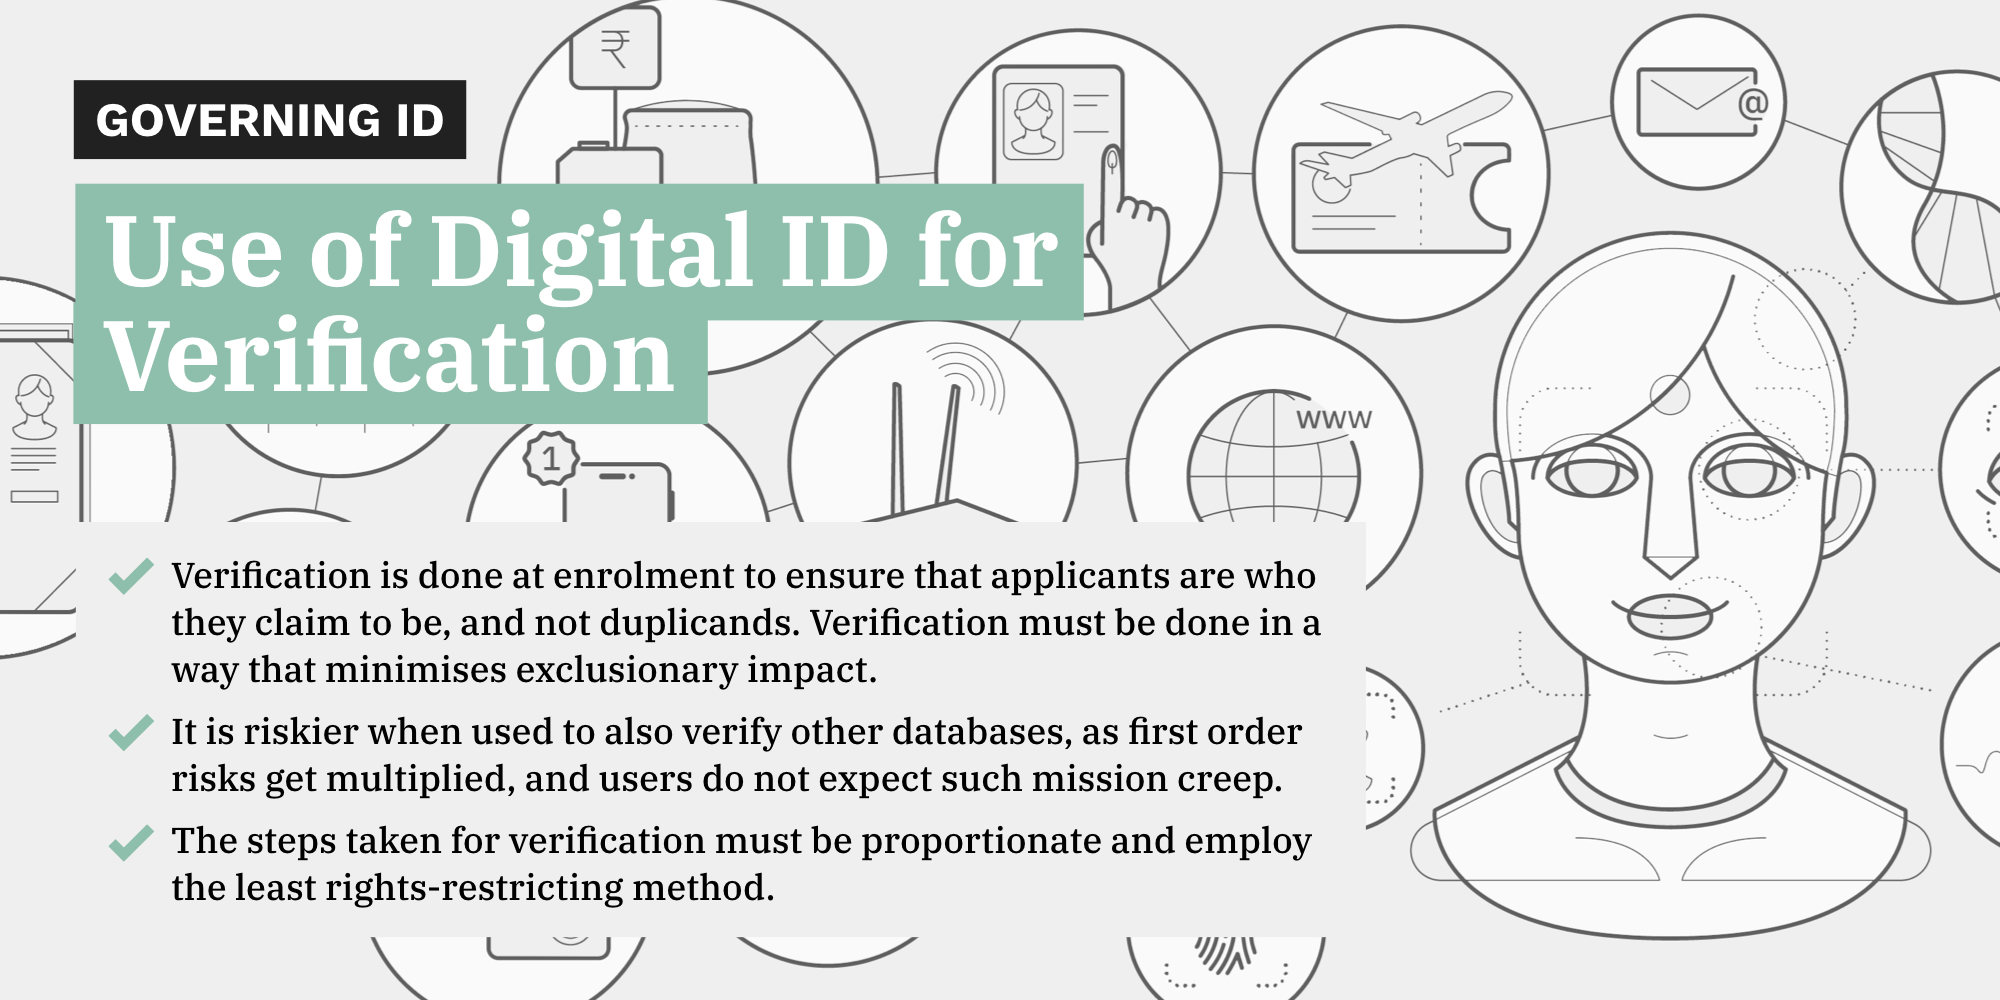 ₹
GOVERNING ID
@
Use of Digital ID for
Verification
www
1
Verification is done at enrolment to ensure that applicants are who
they claim to be, and not duplicands. Verification must be done in a
way that minimises exclusionary impact.
It is riskier when used to also verify other databases, as first order
risks get multiplied, and users do not expect such mission creep.
The steps taken for verification must be proportionate and employ
the least rights-restricting method.